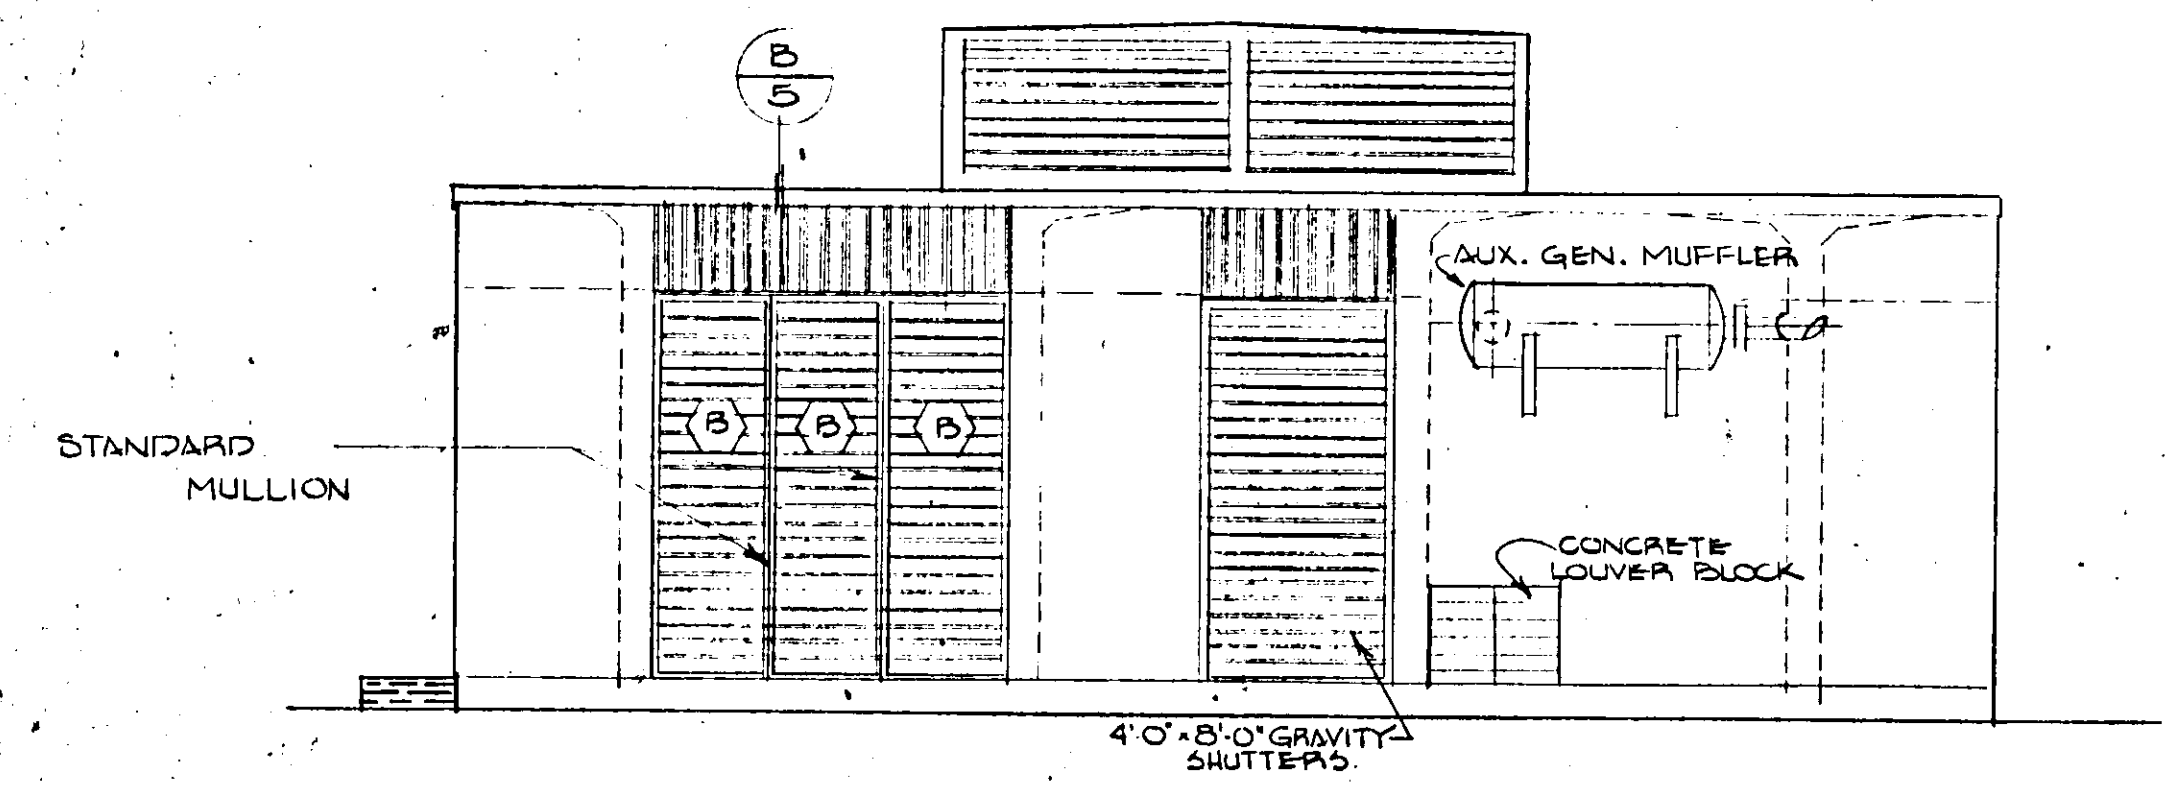 B
5
AUX. GEN. MUFFLER
B B B
STANDARD
MULLION
CONCRETE
LOUVER BLOCK
4'-0" x 8'-0" GRAVITY
SHUTTERS.